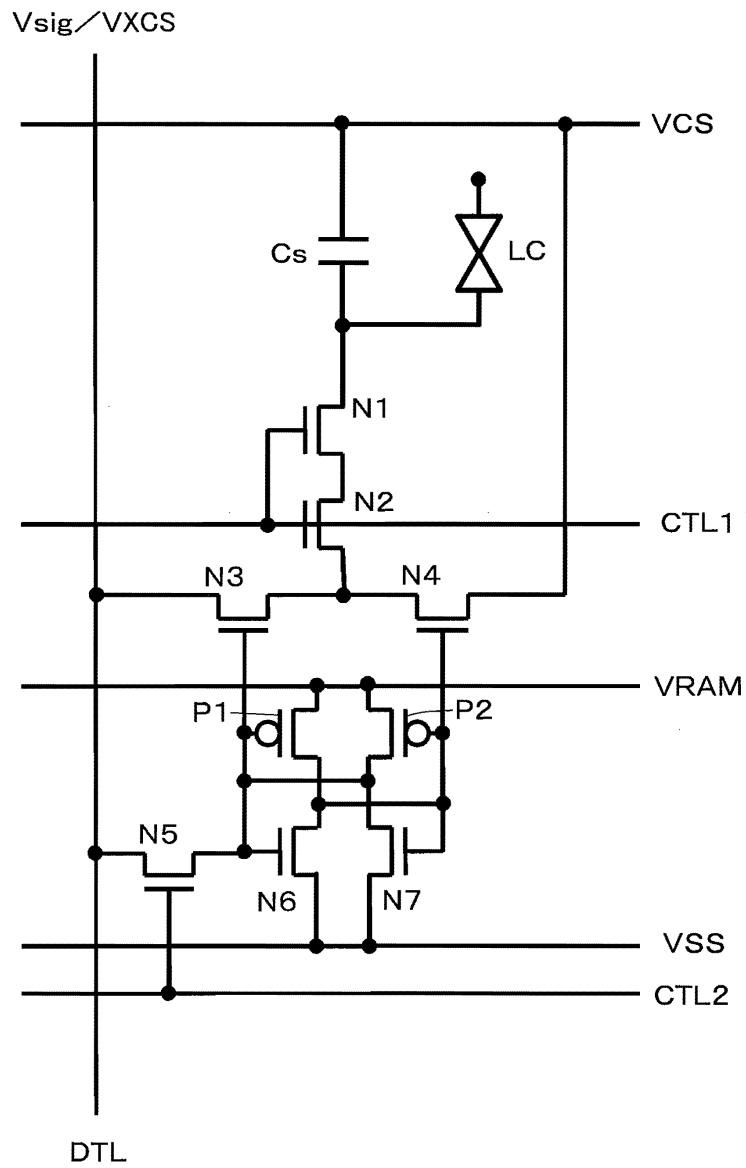 Vsig/VXCS
VCS
Cs
LC
N1
N2
CTL1
N3
N4
VRAM
P1
P2
N5
N6
N7
VSS
CTL2
DTL